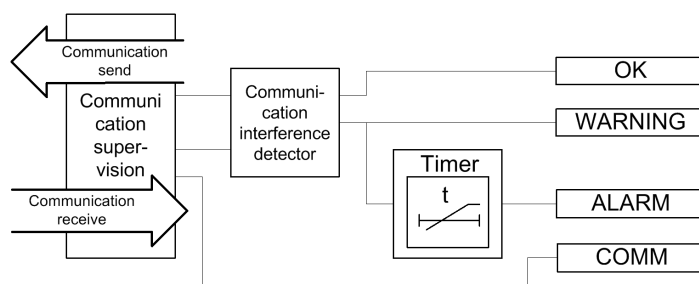 Communication
send
Communi
cation
super-
vision
Communication
receive
Communi-
cation
interference
detector
Timer
t
OK
WARNING
ALARM
COMM